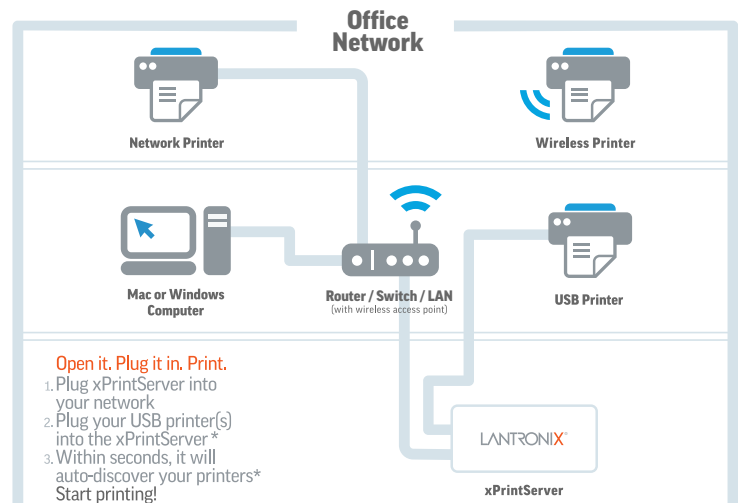 Office
Network
Network Printer
Wireless Printer
Mac or Windows
Computer
Router / Switch / LAN
(with wireless access point)
USB Printer
Open it. Plug it in. Print.
1. Plug xPrintServer into
your network
2. Plug your USB printer(s)
into the xPrintServer *
3. Within seconds, it will
auto-discover your printers*
Start printing!
LANTRONIX
xPrintServer